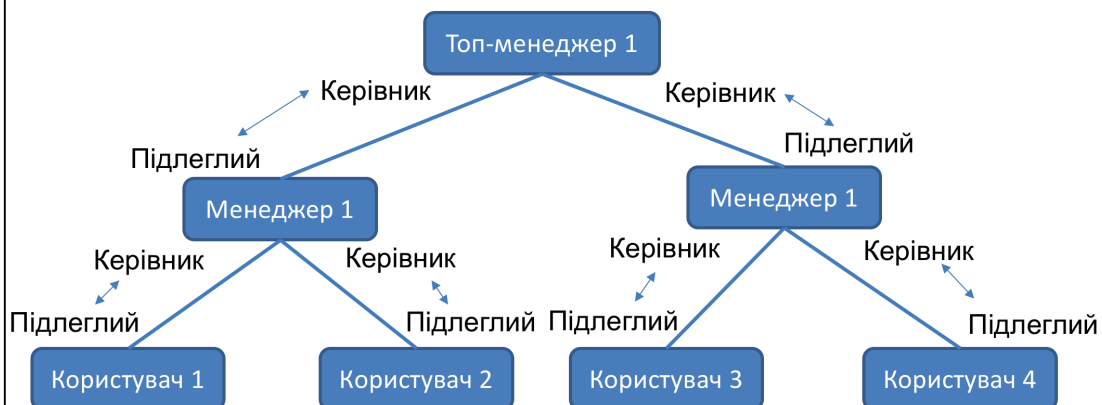 Топ-менеджер 1
Керівник
Керівник
Підлеглий
Підлеглий
Менеджер 1
Менеджер 1
Керівник
Керівник
Керівник
Керівник
Підлеглий
Підлеглий
Підлеглий
Підлеглий
Користувач 1
Користувач 2
Користувач 3
Користувач 4